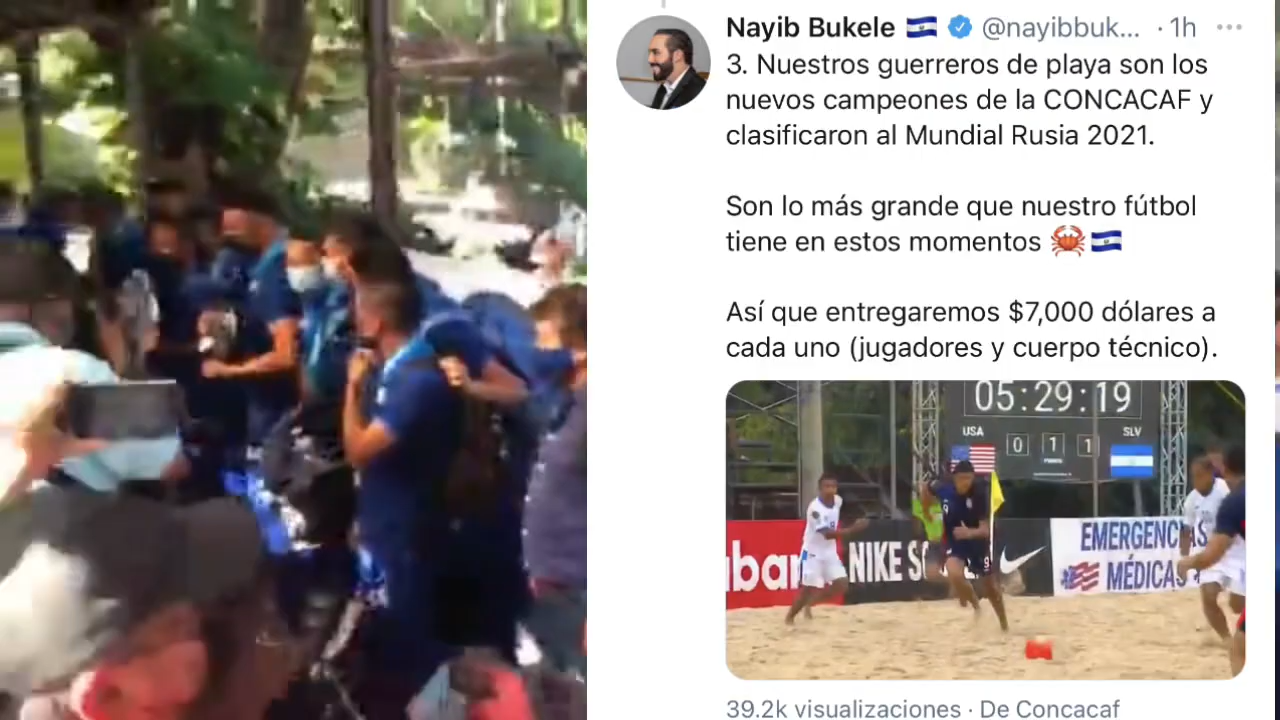 Nayib Bukele @nayibbuk... · 1h
3. Nuestros guerreros de playa son los
nuevos campeones de la CONCACAF y
clasificaron al Mundial Rusia 2021.
Son lo más grande que nuestro fútbol
tiene en estos momentos
Así que entregaremos $7,000 dólares a
cada uno (jugadores y cuerpo técnico).
05:29:19
USA
SLV
0 1 1
EMERGENCIAS
MÉDICAS
NIKE
39.2k visualizaciones · De Concacaf